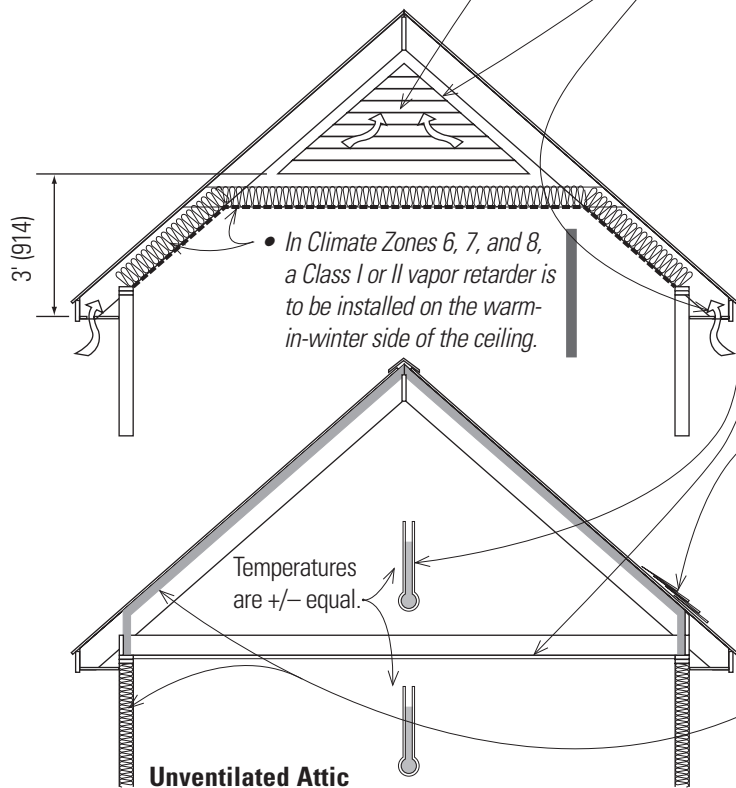 3' (914)
• In Climate Zones 6, 7, and 8,
a Class I or II vapor retarder is
to be installed on the warm-
in-winter side of the ceiling.
Temperatures
are +/– equal.
Unventilated Attic